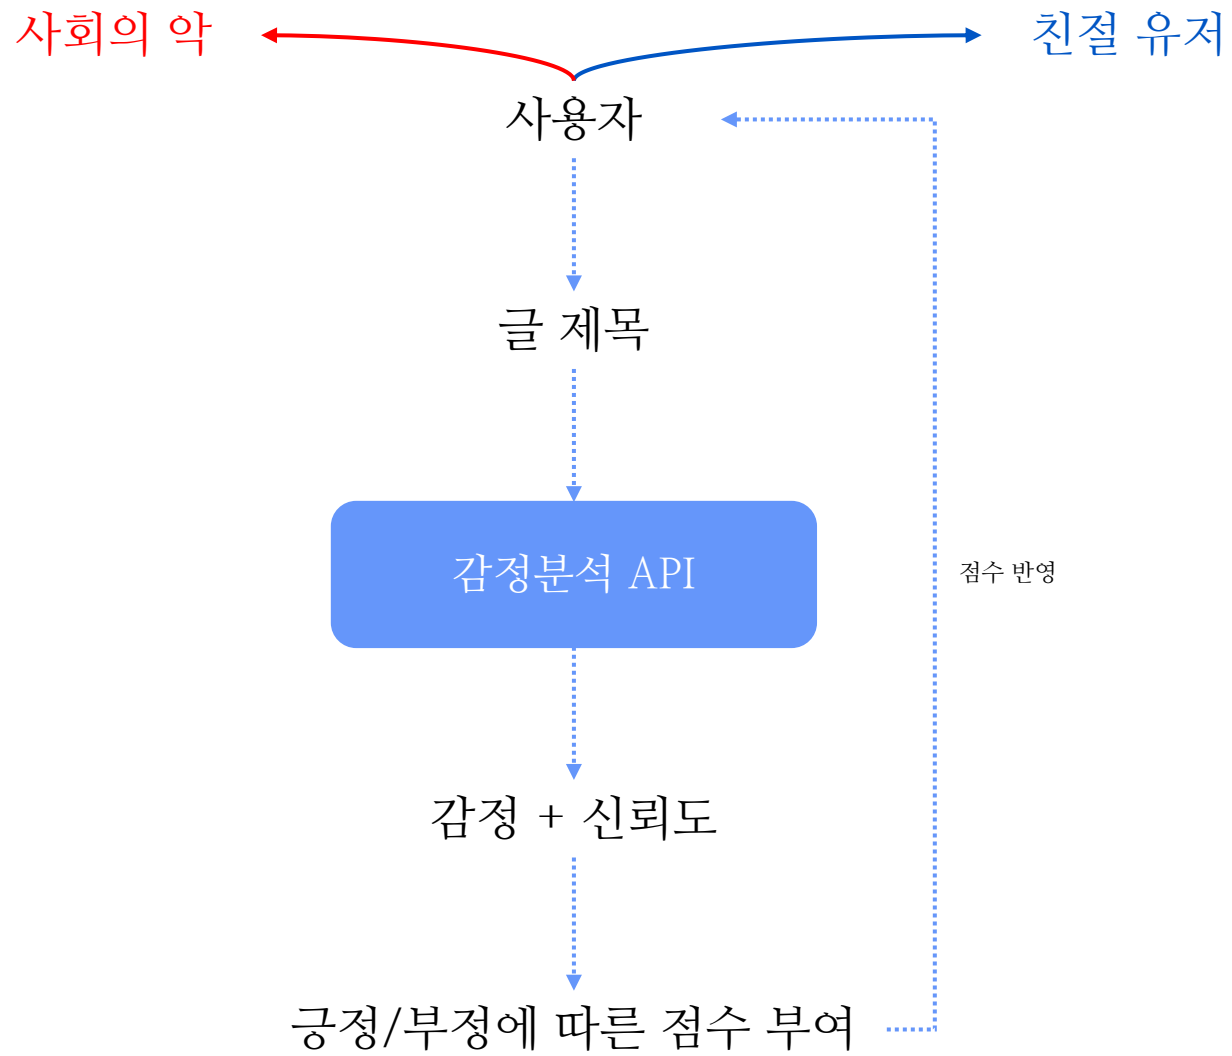 사회의 악
친절 유저
사용자
글 제목
감정분석 API
점수 반영
감정 + 신뢰도
긍정/부정에 따른 점수 부여